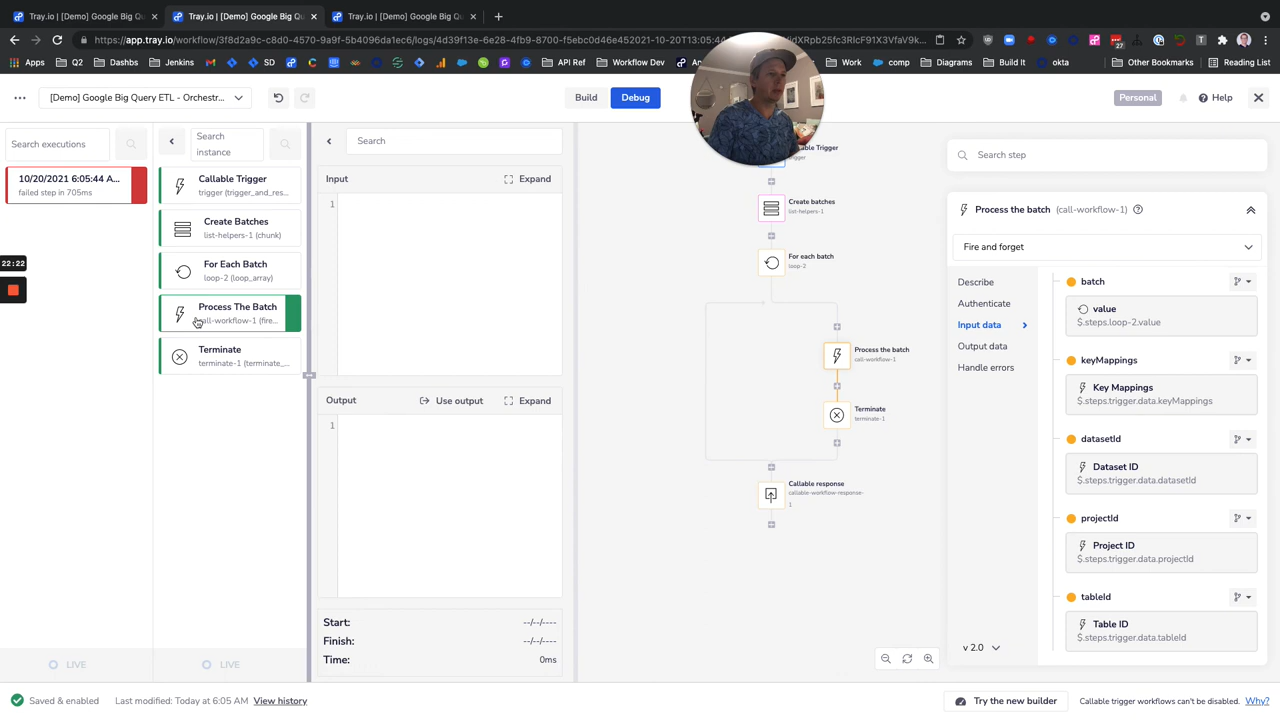 Tray.io | [Demo] Google Big Qu
Tray.io | [Demo] Google Big Qu
Tray.io | [Demo] Google Big Qu
https://app.tray.io/workflow/3f8d2a9c-c8d0-4570-9a9f-5b4096da1ec6/logs/4d39f13e-6e28-4fb9-8700-f5ebc0d46e452021-10-20T13:05:44
27
Apps
Dashbo
Jenkins
SD
API Ref
Workflow Dev
Work
comp
Diagrams
Build It
okta
Other Bookmarks
Reading List
[Demo] Google Big Query ETL - Orchestr...
Build
Debug
Personal
Help
Search executions
Search
instance
Search
Search step
10/20/2021 6:05:44 A...
failed step in 705ms
Callable Trigger
trigger (trigger_and_res...
Create Batches
list-helpers-1 (chunk)
For Each Batch
loop-2 (loop_array)
Process The Batch
call-workflow-1 (fire...
Terminate
terminate-1 (terminate_...
22:22
LIVE
LIVE
Input
Expand
1
Output
Use output
Expand
1
Start:
--/--/----
Finish:
--/--/----
Time:
0ms
able Trigger
trigger
Create batches
list-helpers-1
For each batch
loop-2
Process the batch
call-workflow-1
Terminate
terminate-1
Callable response
callable-workflow-response-
1
Process the batch (call-workflow-1)
Fire and forget
Describe
Authenticate
Input data
Output data
Handle errors
v 2.0
batch
value
$.steps.loop-2.value
keyMappings
Key Mappings
$.steps.trigger.data.keyMappings
datasetId
Dataset ID
$.steps.trigger.data.datasetId
projectId
Project ID
$.steps.trigger.data.projectId
tableId
Table ID
$.steps.trigger.data.tableId
Saved & enabled
Last modified: Today at 6:05 AM
View history
Try the new builder
Callable trigger workflows can't be disabled.
Why?